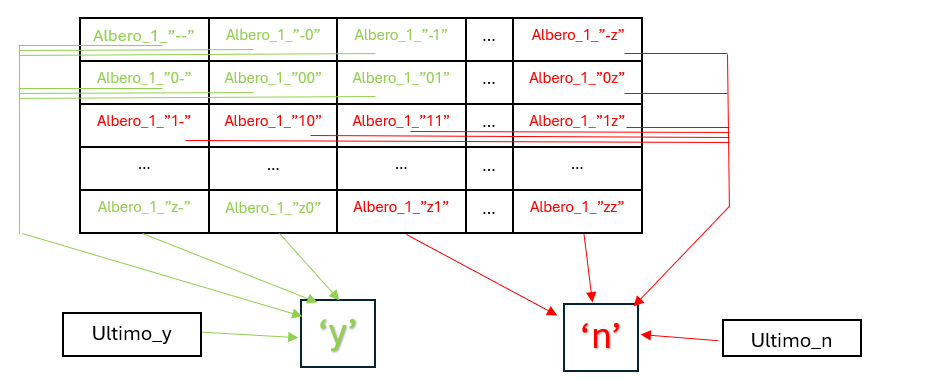 Albero_1_”--” Albero_1_”-0” Albero_1_”-1” ... Albero_1_”-z”
Albero_1_”0-” Albero_1_”00” Albero_1_”01” ... Albero_1_”0z”
Albero_1_”1-” Albero_1_”10” Albero_1_”11” ... Albero_1_”1z”
... ... ... ... ...
Albero_1_”z-” Albero_1_”z0” Albero_1_”z1” ... Albero_1_”zz”
Ultimo_y ‘y’ ‘n’ Ultimo_n